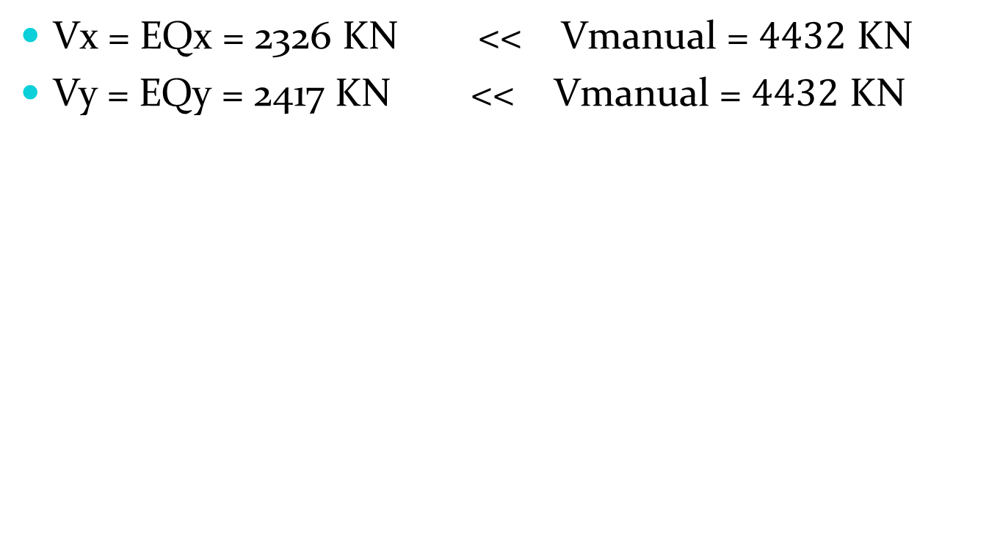 • Vx = EQx = 2326 KN << Vmanual = 4432 KN
• Vy = EQy = 2417 KN << Vmanual = 4432 KN